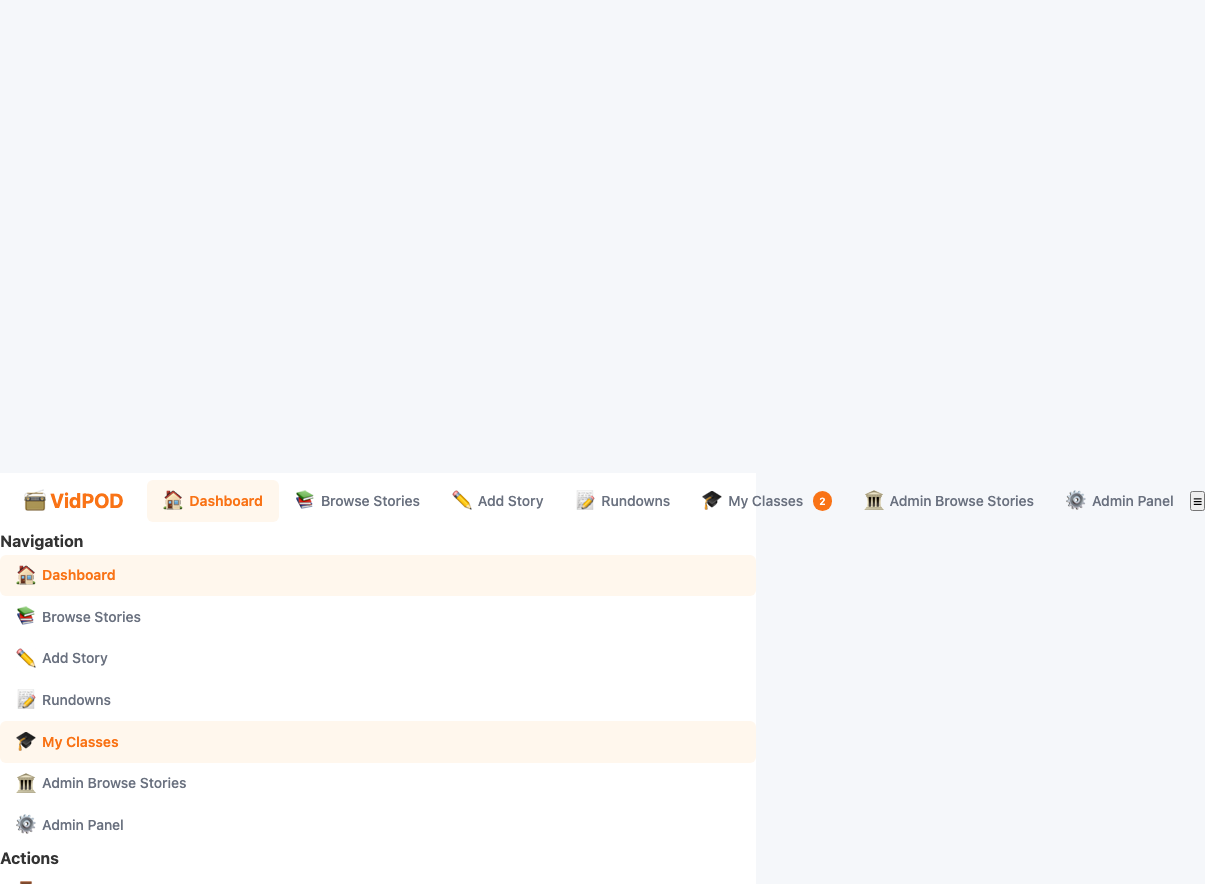 VidPOD Dashboard Browse Stories Add Story Rundowns My Classes 2 Admin Browse Stories Admin Panel ≡
Navigation
Dashboard
Browse Stories
Add Story
Rundowns
My Classes
Admin Browse Stories
Admin Panel
Actions